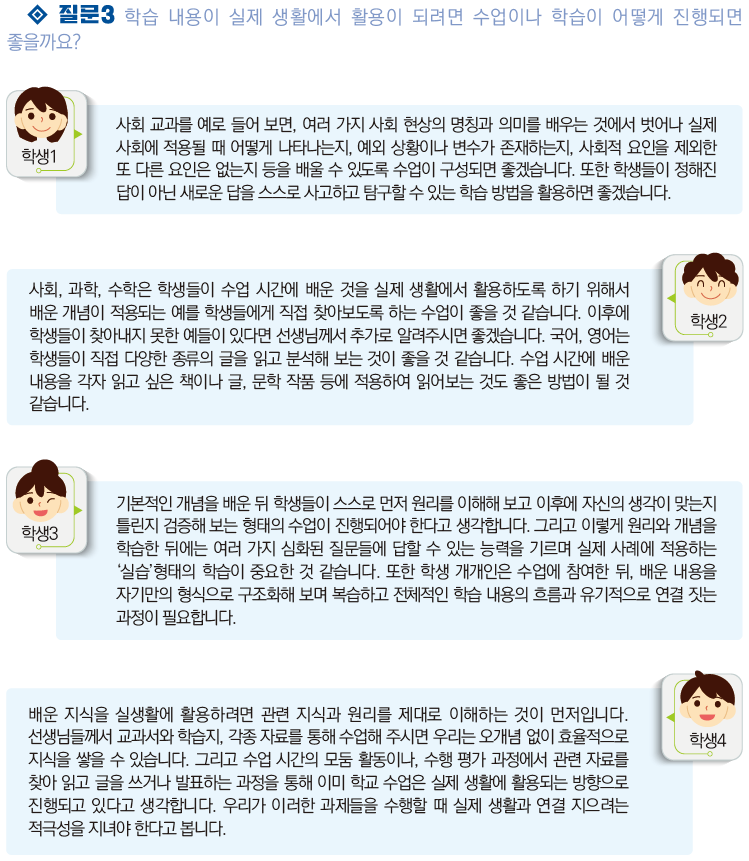 ◈ 질문3 학습 내용이 실제 생활에서 활용이 되려면 수업이나 학습이 어떻게 진행되면
좋을까요?
학생1
사회 교과를 예로 들어 보면, 여러 가지 사회 현상의 명칭과 의미를 배우는 것에서 벗어나 실제
사회에 적용될 때 어떻게 나타나는지, 예외 상황이나 변수가 존재하는지, 사회적 요인을 제외한
또 다른 요인은 없는지 등을 배울 수 있도록 수업이 구성되면 좋겠습니다. 또한 학생들이 정해진
답이 아닌 새로운 답을 스스로 사고하고 탐구할 수 있는 학습 방법을 활용하면 좋겠습니다.
학생2
사회, 과학, 수학은 학생들이 수업 시간에 배운 것을 실제 생활에서 활용하도록 하기 위해서
배운 개념이 적용되는 예를 학생들에게 직접 찾아보도록 하는 수업이 좋을 것 같습니다. 이후에
학생들이 찾아내지 못한 예들이 있다면 선생님께서 추가로 알려주시면 좋겠습니다. 국어, 영어는
학생들이 직접 다양한 종류의 글을 읽고 분석해 보는 것이 좋을 것 같습니다. 수업 시간에 배운
내용을 각자 읽고 싶은 책이나 글, 문학 작품 등에 적용하여 읽어보는 것도 좋은 방법이 될 것
같습니다.
학생3
기본적인 개념을 배운 뒤 학생들이 스스로 먼저 원리를 이해해 보고 이후에 자신의 생각이 맞는지
틀린지 검증해 보는 형태의 수업이 진행되어야 한다고 생각합니다. 그리고 이렇게 원리와 개념을
학습한 뒤에는 여러 가지 심화된 질문들에 답할 수 있는 능력을 기르며 실제 사례에 적용하는
‘실습’형태의 학습이 중요한 것 같습니다. 또한 학생 개개인은 수업에 참여한 뒤, 배운 내용을
자기만의 형식으로 구조화해 보며 복습하고 전체적인 학습 내용의 흐름과 유기적으로 연결 짓는
과정이 필요합니다.
학생4
배운 지식을 실생활에 활용하려면 관련 지식과 원리를 제대로 이해하는 것이 먼저입니다.
선생님들께서 교과서와 학습지, 각종 자료를 통해 수업해 주시면 우리는 오개념 없이 효율적으로
지식을 쌓을 수 있습니다. 그리고 수업 시간의 모둠 활동이나, 수행 평가 과정에서 관련 자료를
찾아 읽고 글을 쓰거나 발표하는 과정을 통해 이미 학교 수업은 실제 생활에 활용되는 방향으로
진행되고 있다고 생각합니다. 우리가 이러한 과제들을 수행할 때 실제 생활과 연결 지으려는
적극성을 지녀야 한다고 봅니다.